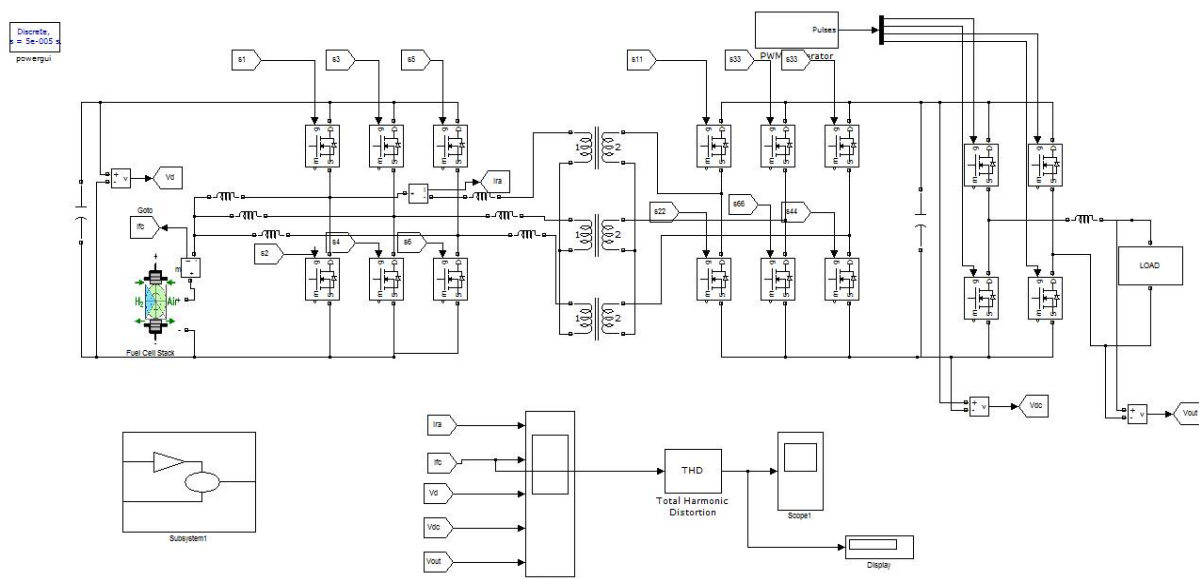 Discrete,
s = 5e-005 s.
powergui
s1
s3
s5
s11
s33
s33
Pulses
PWM erator
g
D
m
S
g
D
m
S
g
D
m
S
g
D
m
S
g
D
m
S
g
D
m
S
g
D
m
S
g
D
m
S
+
-
v
Vd
1
2
Ira
+
i
-
Goto
Ifc
s2
s4
s6
s22
s66
s44
1
2
LOAD
g
D
m
S
g
D
m
S
g
D
m
S
g
D
m
S
g
D
m
S
g
D
m
S
g
D
m
S
g
D
m
S
m
-
i
+
H2
Air
+
-
+
-
Fuel Cell Stack
1
2
+
-
v
Vdc
+
-
v
Vout
Ira
Ifc
Vd
Vdc
Vout
THD
Total Harmonic
Distortion
Scope1
Display
Subsystem1